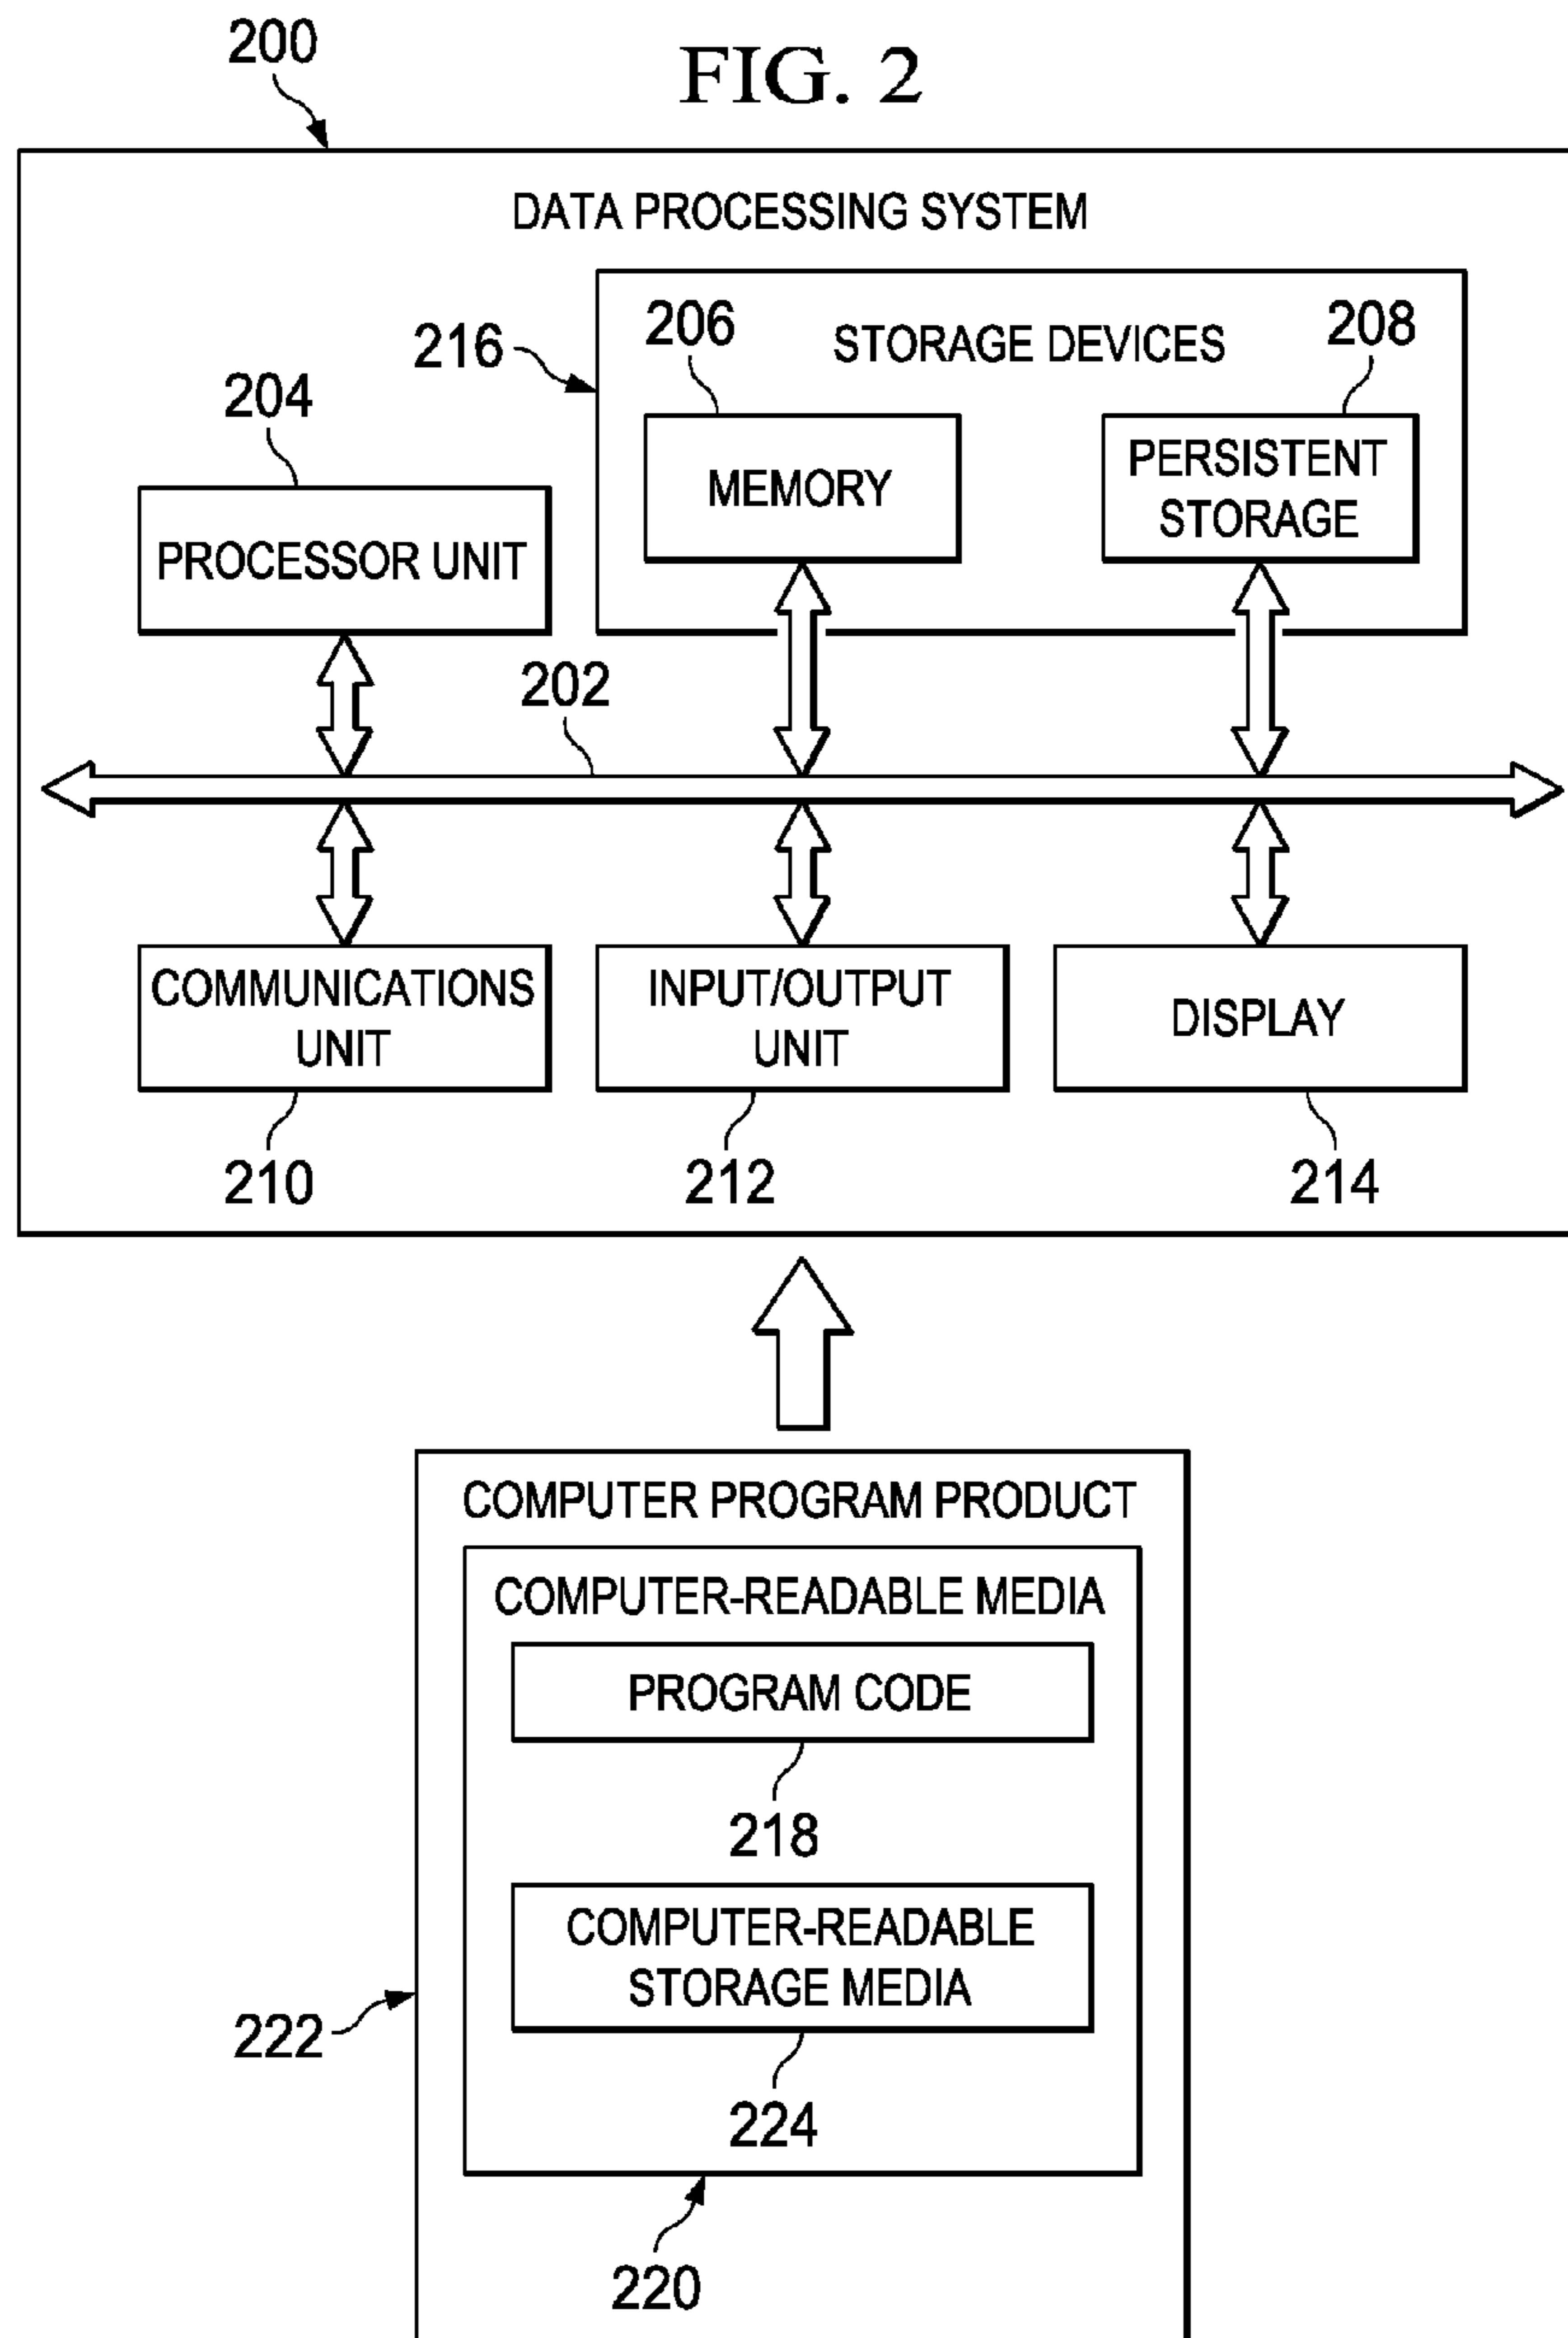 200
FIG. 2
DATA PROCESSING SYSTEM
216
206
STORAGE DEVICES
208
204
MEMORY
PERSISTENT
STORAGE
PROCESSOR UNIT
202
COMMUNICATIONS
UNIT
INPUT/OUTPUT
UNIT
DISPLAY
210
212
214
COMPUTER PROGRAM PRODUCT
COMPUTER-READABLE MEDIA
PROGRAM CODE
218
COMPUTER-READABLE
STORAGE MEDIA
222
224
220